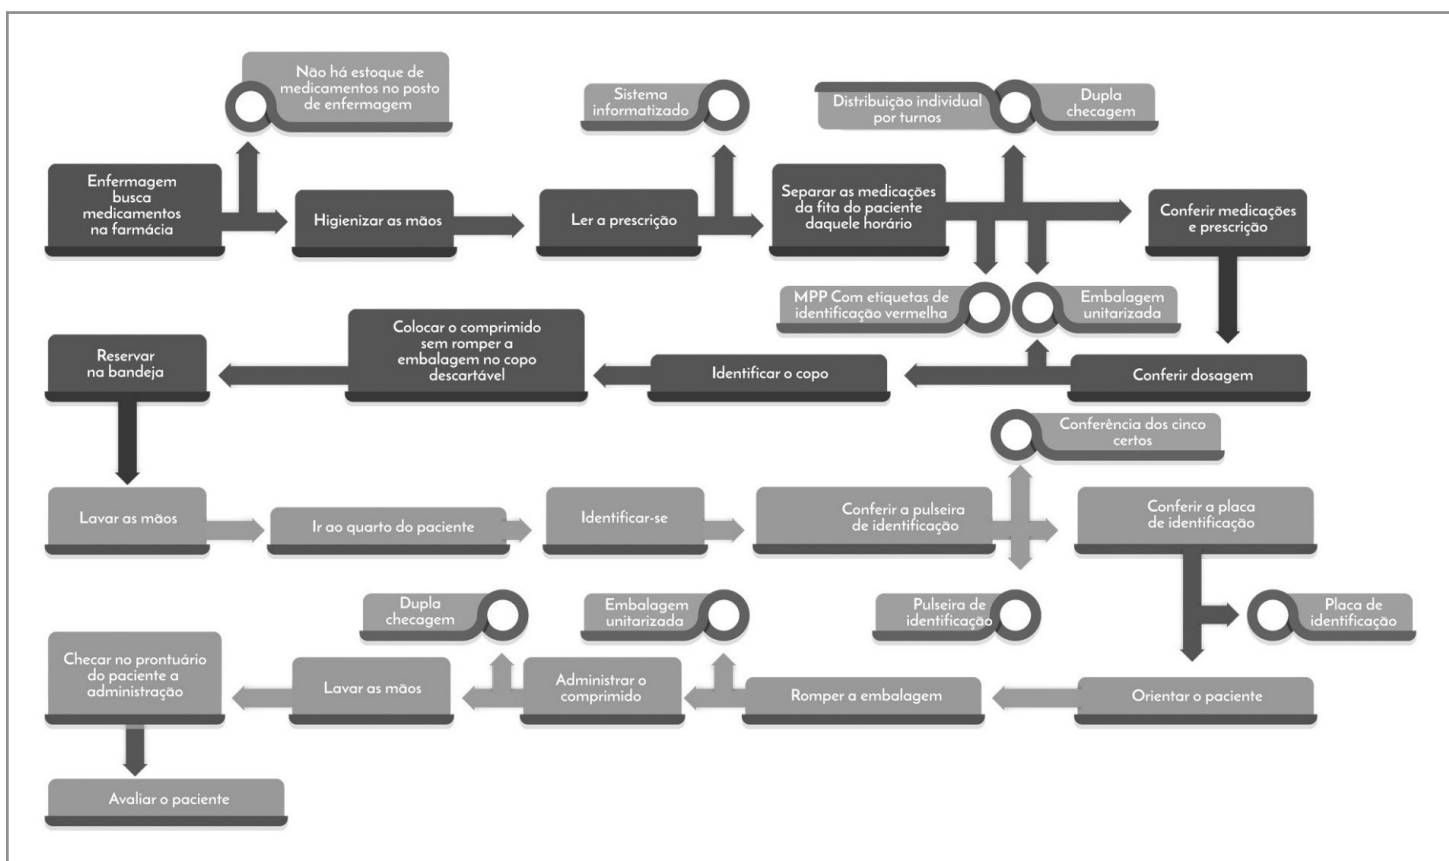 Não há estoque de
medicamentos no posto
de enfermagem
Sistema
informatizado
Distribuição individual
por turnos
Dupla
checagem
Enfermagem
busca
medicamentos
na farmácia
Higienizar as mãos
Ler a prescrição
Separar as medicações
da fita do paciente
daquele horário
Conferir medicações
e prescrição
MPP Com etiquetas de
identificação vermelha
Embalagem
unitarizada
Reservar
na bandeja
Colocar o comprimido
sem romper a
embalagem no copo
descartável
Identificar o copo
Conferir dosagem
Conferência dos cinco
certos
Lavar as mãos
Ir ao quarto do paciente
Identificar-se
Conferir a pulseira
de identificação
Conferir a placa
de identificação
Dupla
checagem
Embalagem
unitarizada
Pulseira de
identificação
Placa de
identificação
Checar no prontuário
do paciente a
administração
Lavar as mãos
Administrar o
comprimido
Romper a embalagem
Orientar o paciente
Avaliar o paciente